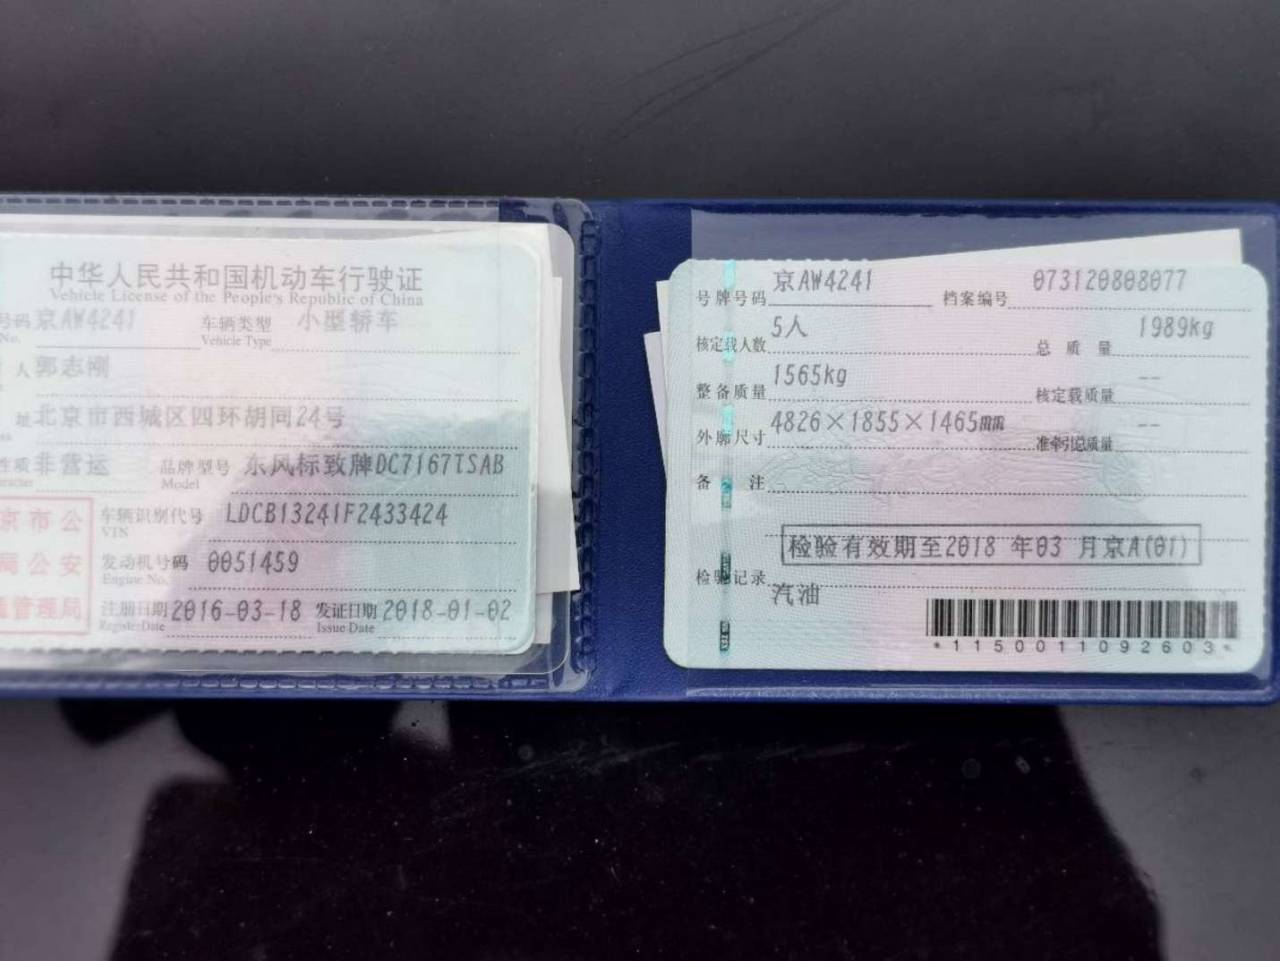 中华人民共和国机动车行驶证
Vehicle License of the People's Republic of China
号码 京AW4241 车辆类型 小型轿车
No. Vehicle Type
人 郭志刚
址 北京市西城区四环胡同24号
性质 非营运 品牌型号 东风标致牌DC7167TSAB
Model
京市公
局公安
管理局
车辆识别代号 LDCB13241F2433424
VIN
发动机号码 0051459
Engine No.
注册日期 2016-03-18 发证日期 2018-01-02
Register Date Issue Date
号牌号码 京AW4241 档案编号 073120808077
核定载人数 5人 总质量 1989kg
整备质量 1565kg 核定载质量 --
外廓尺寸 4826×1855×1465mm 准牵引总质量 --
备注
检验有效期至2018 年03 月京A(01)
检验记录
汽油
*1150011092603*